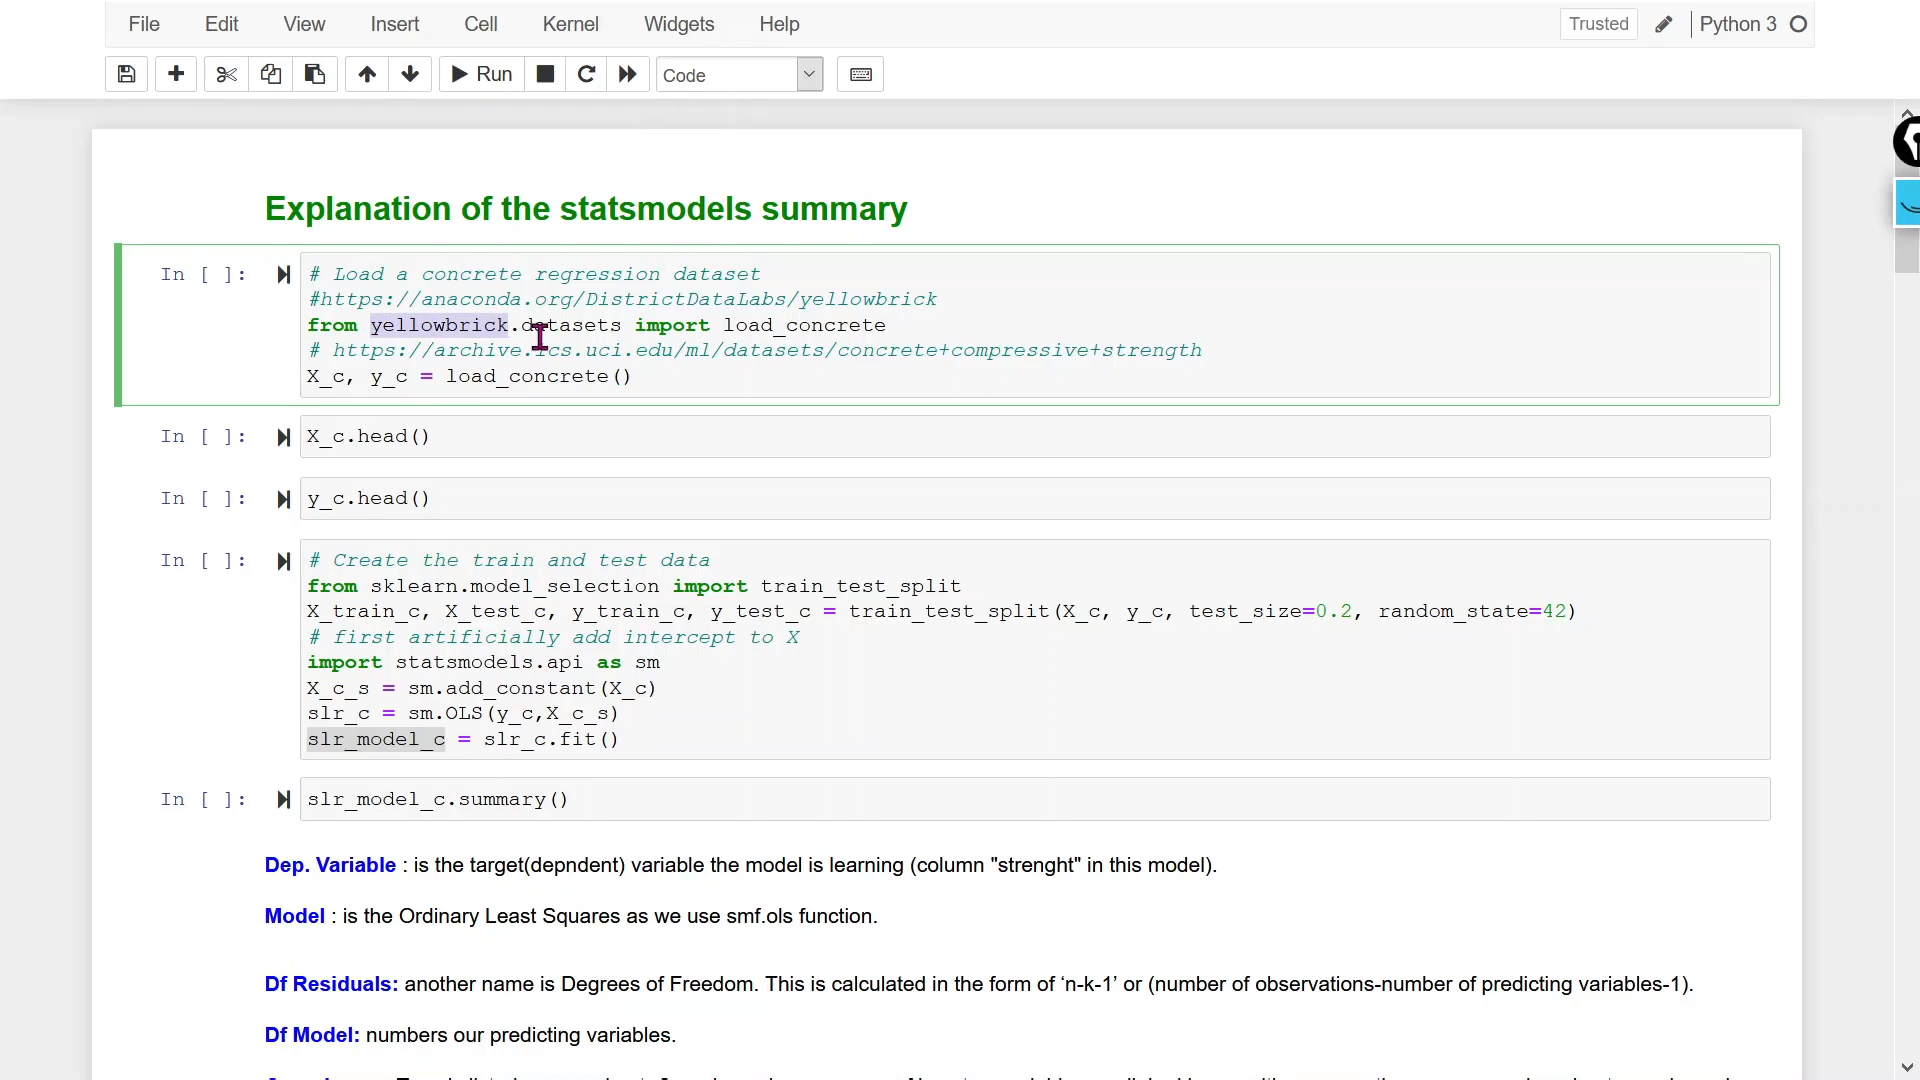 File Edit View Insert Cell Kernel Widgets Help Trusted Python 3
Run Code
Explanation of the statsmodels summary
In [ ]: # Load a concrete regression dataset
#https://anaconda.org/DistrictDataLabs/yellowbrick
from yellowbrick.datasets import load_concrete
# https://archive.ics.uci.edu/ml/datasets/concrete+compressive+strength
X_c, y_c = load_concrete()
In [ ]: X_c.head()
In [ ]: y_c.head()
In [ ]: # Create the train and test data
from sklearn.model_selection import train_test_split
X_train_c, X_test_c, y_train_c, y_test_c = train_test_split(X_c, y_c, test_size=0.2, random_state=42)
# first artificially add intercept to X
import statsmodels.api as sm
X_c_s = sm.add_constant(X_c)
slr_c = sm.OLS(y_c,X_c_s)
slr_model_c = slr_c.fit()
In [ ]: slr_model_c.summary()
Dep. Variable : is the target(depndent) variable the model is learning (column "strenght" in this model).
Model : is the Ordinary Least Squares as we use smf.ols function.
Df Residuals: another name is Degrees of Freedom. This is calculated in the form of ‘n-k-1’ or (number of observations-number of predicting variables-1).
Df Model: numbers our predicting variables.